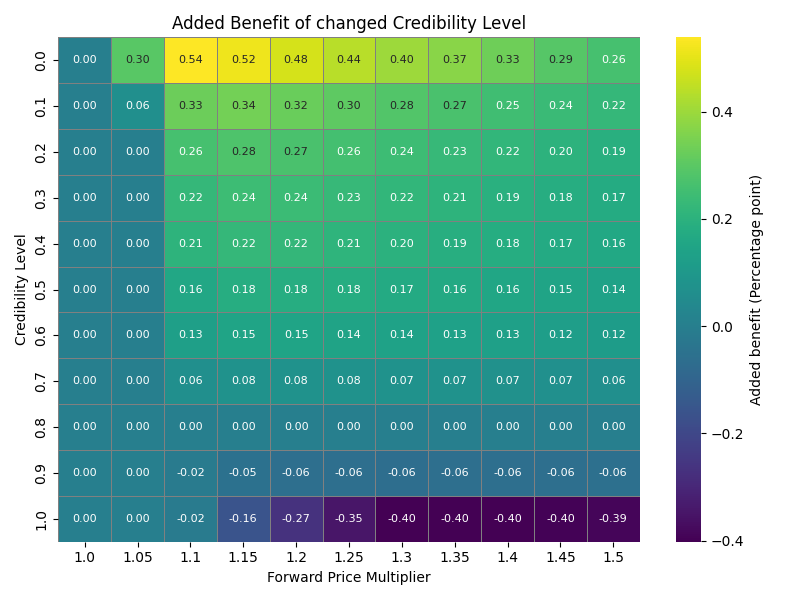 Added Benefit of changed Credibility Level
0.0 0.00 0.30 0.54 0.52 0.48 0.44 0.40 0.37 0.33 0.29 0.26
0.1 0.00 0.06 0.33 0.34 0.32 0.30 0.28 0.27 0.25 0.24 0.22
0.2 0.00 0.00 0.26 0.28 0.27 0.26 0.24 0.23 0.22 0.20 0.19
0.3 0.00 0.00 0.22 0.24 0.24 0.23 0.22 0.21 0.19 0.18 0.17
0.4 0.00 0.00 0.21 0.22 0.22 0.21 0.20 0.19 0.18 0.17 0.16
0.5 0.00 0.00 0.16 0.18 0.18 0.18 0.17 0.16 0.16 0.15 0.14
0.6 0.00 0.00 0.13 0.15 0.15 0.14 0.14 0.13 0.13 0.12 0.12
0.7 0.00 0.00 0.06 0.08 0.08 0.08 0.07 0.07 0.07 0.07 0.06
0.8 0.00 0.00 0.00 0.00 0.00 0.00 0.00 0.00 0.00 0.00 0.00
0.9 0.00 0.00 -0.02 -0.05 -0.06 -0.06 -0.06 -0.06 -0.06 -0.06 -0.06
1.0 0.00 0.00 -0.02 -0.16 -0.27 -0.35 -0.40 -0.40 -0.40 -0.40 -0.39
1.0 1.05 1.1 1.15 1.2 1.25 1.3 1.35 1.4 1.45 1.5
Forward Price Multiplier
Credibility Level
0.4
0.2
0.0
−0.2
−0.4
Added benefit (Percentage point)